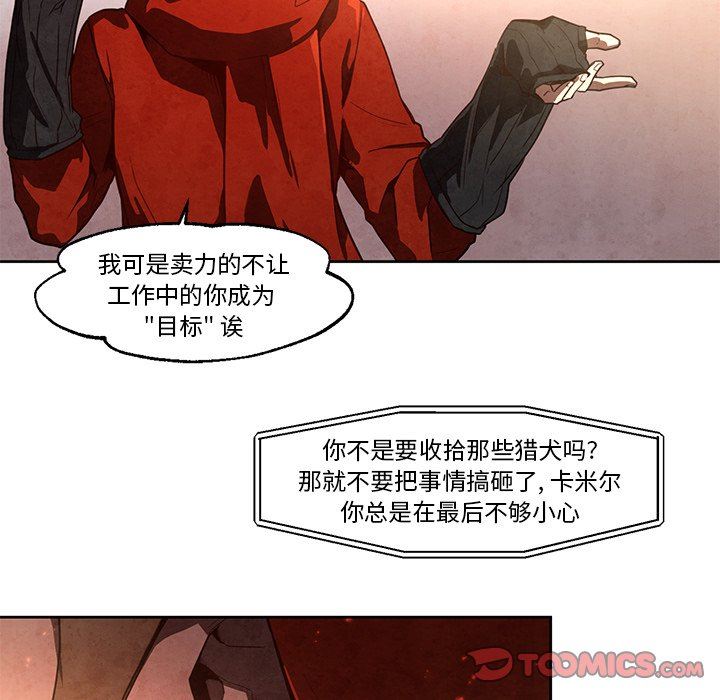 我可是卖力的不让
工作中的你成为
"目标" 诶
你不是要收拾那些猎犬吗?
那就不要把事情搞砸了, 卡米尔
你总是在最后不够小心
TOOMICS.COM